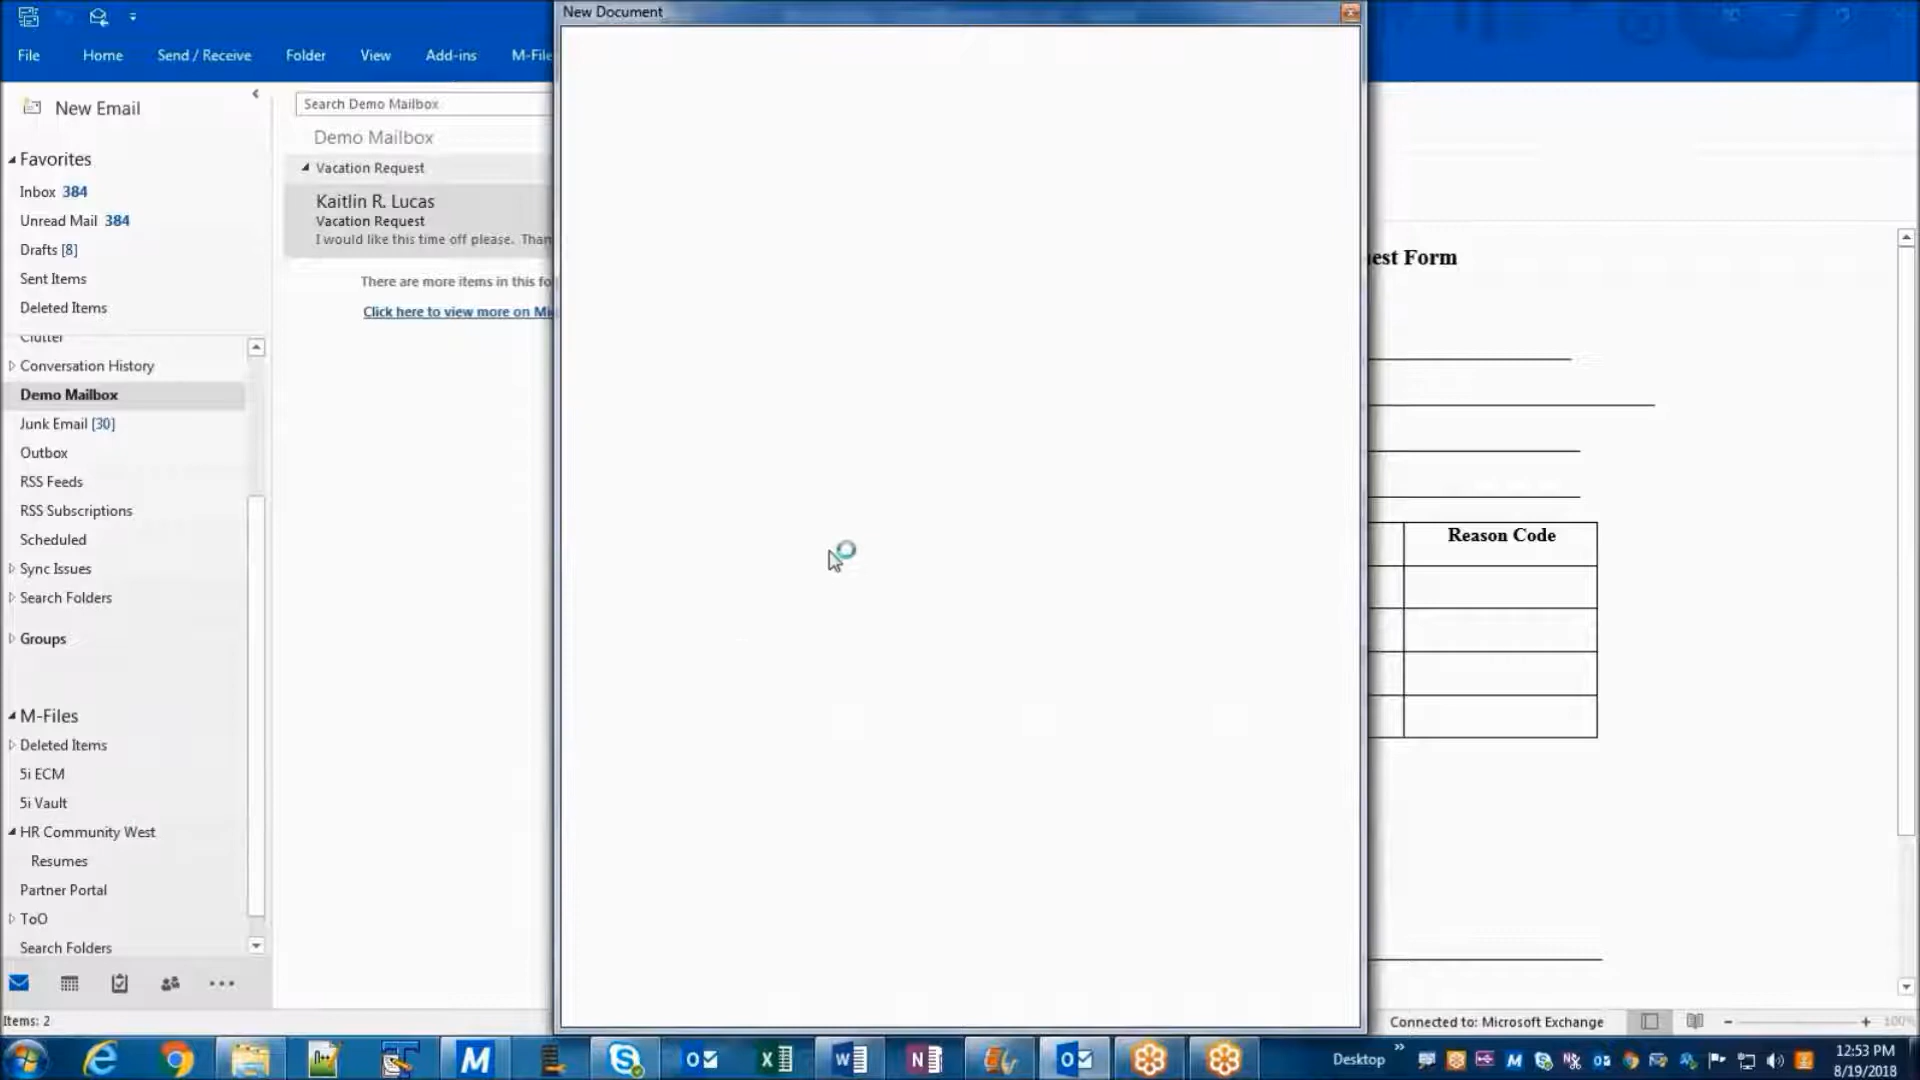 New Document
File Home Send / Receive Folder View Add-ins M-File
New Email
Search Demo Mailbox
Demo Mailbox
Favorites
Vacation Request
Inbox 384
Kaitlin R. Lucas
Unread Mail 384
Vacation Request
Drafts [8]
I would like this time off please. Than
est Form
Sent Items
There are more items in this fo
Deleted Items
Click here to view more on Mi
Clutter
Conversation History
Demo Mailbox
Junk Email [30]
Outbox
RSS Feeds
RSS Subscriptions
Scheduled
Reason Code
Sync Issues
Search Folders
Groups
M-Files
Deleted Items
5i ECM
5i Vault
HR Community West
Resumes
Partner Portal
ToO
Search Folders
Items: 2
Connected to: Microsoft Exchange
100%
Desktop
12:53 PM
8/19/2018